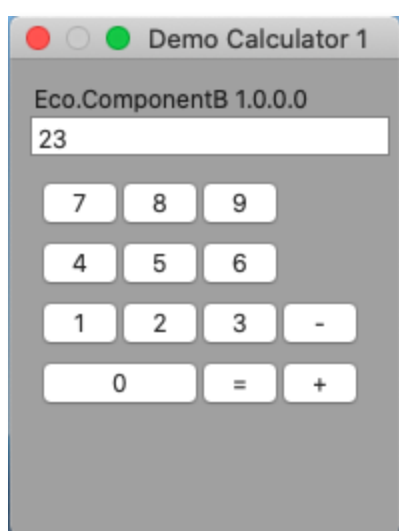 Demo Calculator 1
Eco.ComponentB 1.0.0.0
23
7 8 9
4 5 6
1 2 3 -
0 = +